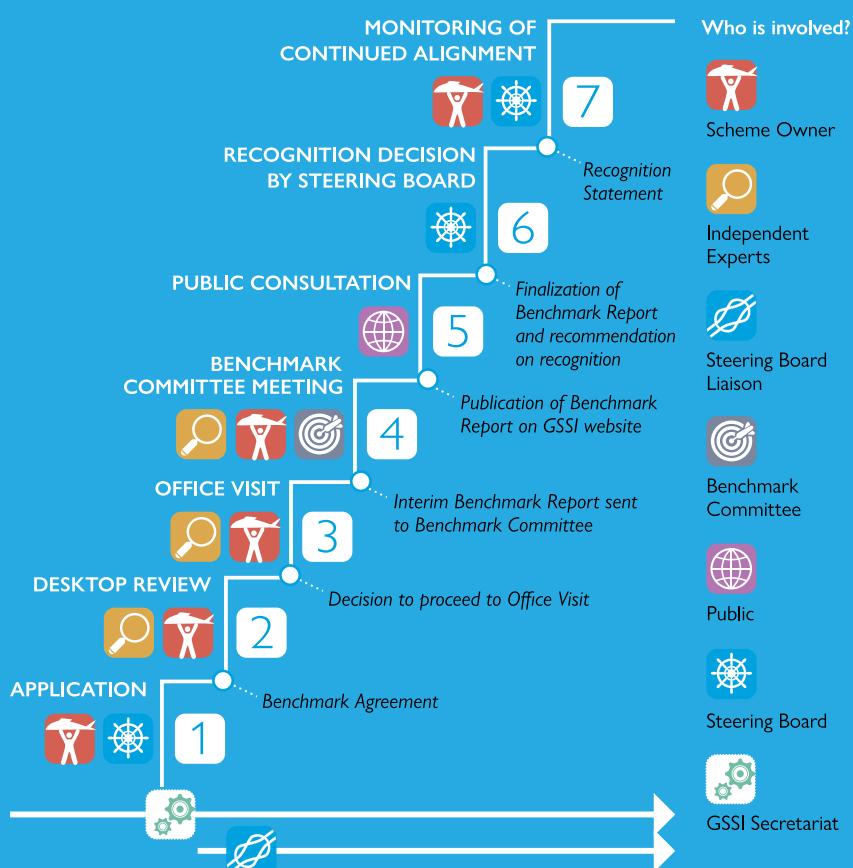 MONITORING OF
CONTINUED ALIGNMENT
7
Recognition
Statement
RECOGNITION DECISION
BY STEERING BOARD
6
Finalization of
Benchmark Report
and recommendation
on recognition
PUBLIC CONSULTATION
5
Publication of Benchmark
Report on GSSI website
BENCHMARK
COMMITTEE MEETING
4
Interim Benchmark Report sent
to Benchmark Committee
OFFICE VISIT
3
Decision to proceed to Office Visit
DESKTOP REVIEW
2
Benchmark Agreement
APPLICATION
1
Who is involved?
Scheme Owner
Independent
Experts
Steering Board
Liaison
Benchmark
Committee
Public
Steering Board
GSSI Secretariat